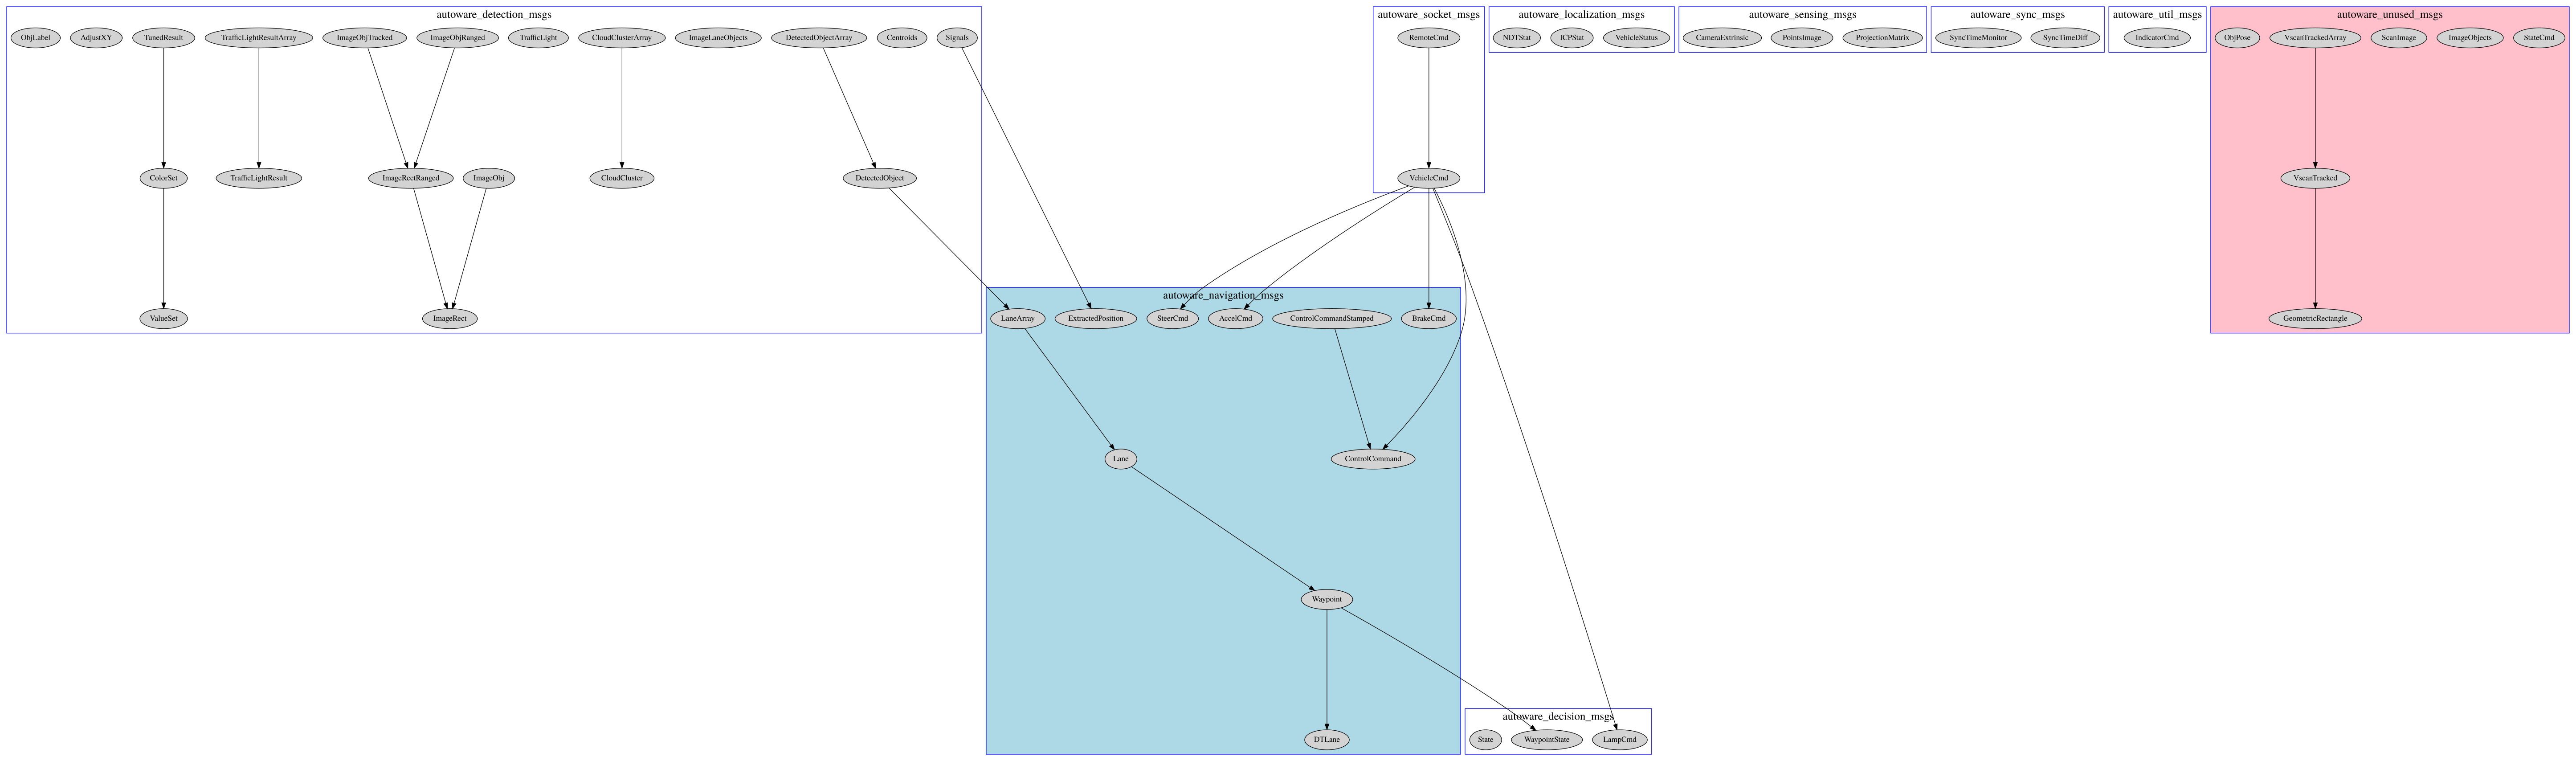 autoware_detection_msgs
autoware_socket_msgs
autoware_localization_msgs
autoware_sensing_msgs
autoware_sync_msgs
autoware_util_msgs
autoware_unused_msgs
ObjLabel
AdjustXY
TunedResult
TrafficLightResultArray
ImageObjTracked
ImageObjRanged
TrafficLight
CloudClusterArray
ImageLaneObjects
DetectedObjectArray
Centroids
Signals
RemoteCmd
NDTStat
ICPStat
VehicleStatus
CameraExtrinsic
PointsImage
ProjectionMatrix
SyncTimeMonitor
SyncTimeDiff
IndicatorCmd
ObjPose
VscanTrackedArray
ScanImage
ImageObjects
StateCmd
ColorSet
TrafficLightResult
ImageRectRanged
ImageObj
CloudCluster
DetectedObject
VehicleCmd
VscanTracked
autoware_navigation_msgs
ValueSet
ImageRect
LaneArray
ExtractedPosition
SteerCmd
AccelCmd
ControlCommandStamped
BrakeCmd
GeometricRectangle
Lane
ControlCommand
Waypoint
autoware_decision_msgs
DTLane
State
WaypointState
LampCmd